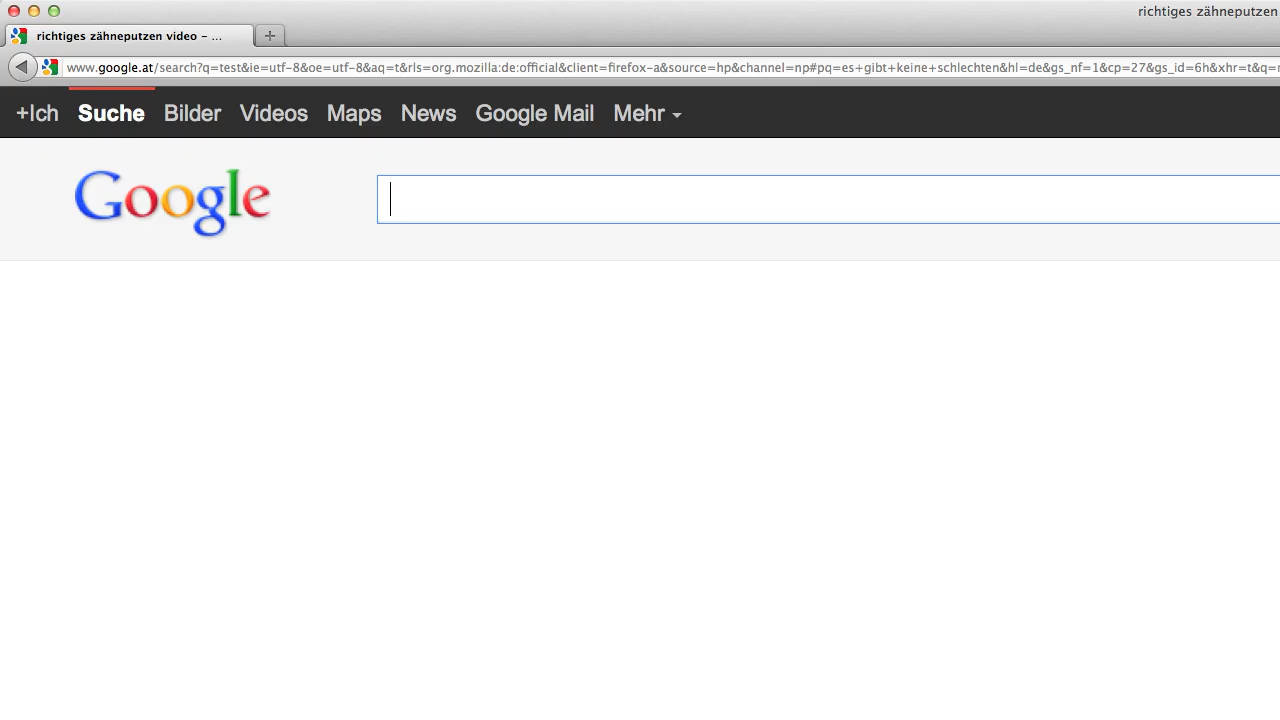 richtiges zähneputzen
richtiges zähneputzen video – ...
www.google.at/search?q=test&ie=utf-8&oe=utf-8&aq=t&rls=org.mozilla:de:official&client=firefox-a&source=hp&channel=np#pq=es+gibt+keine+schlechten&hl=de&gs_nf=1&cp=27&gs_id=6h&xhr=t&q=
+Ich Suche Bilder Videos Maps News Google Mail Mehr
Google